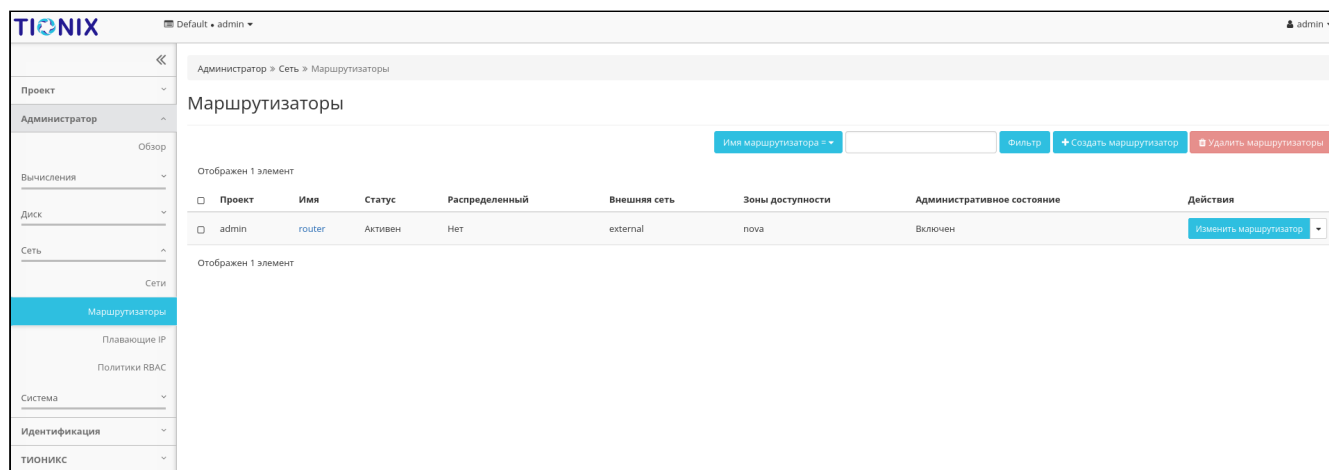 TIONIX
Default • admin
admin
Администратор » Сеть » Маршрутизаторы
Проект
Администратор
Обзор
Вычисления
Диск
Сеть
Сети
Маршрутизаторы
Плавающие IP
Политики RBAC
Система
Идентификация
ТИОНИКС
Маршрутизаторы
Имя маршрутизатора = Фильтр + Создать маршрутизатор Удалить маршрутизаторы
Отображен 1 элемент
Проект Имя Статус Распределенный Внешняя сеть Зоны доступности Административное состояние Действия
admin router Активен Нет external nova Включен Изменить маршрутизатор
Отображен 1 элемент